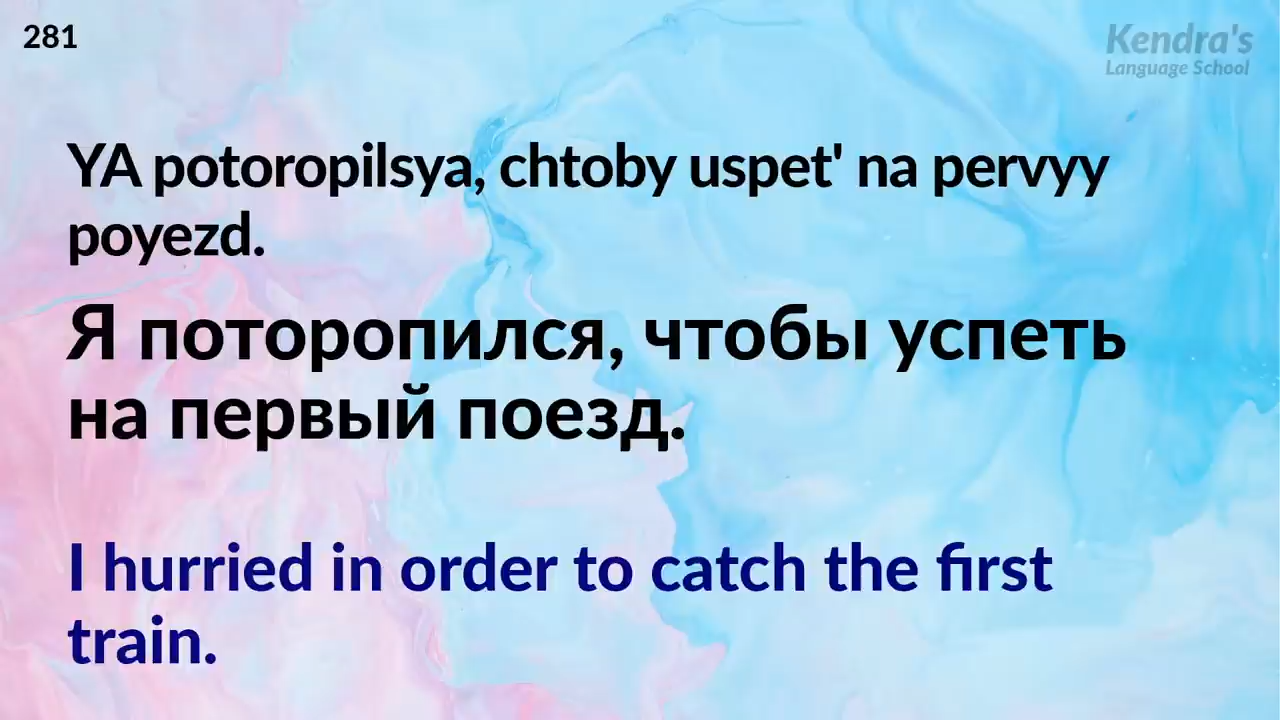 281
Kendra's
Language School
YA potoropilsya, chtoby uspet' na pervyy
poyezd.
Я поторопился, чтобы успеть
на первый поезд.
I hurried in order to catch the first
train.